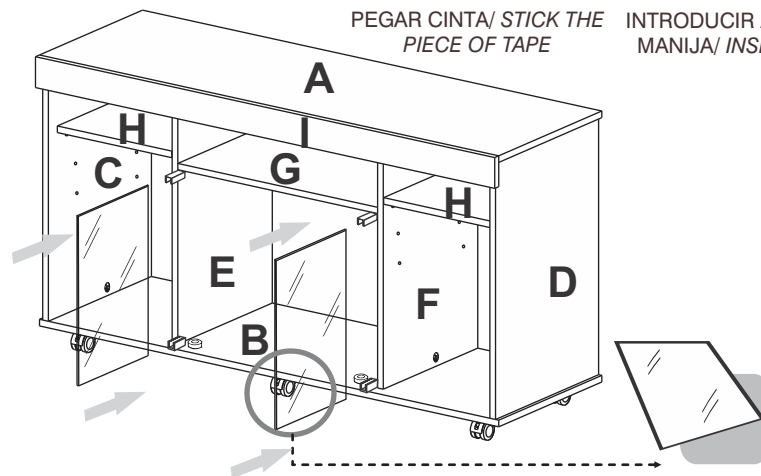 PEGAR CINTA/ STICK THE
PIECE OF TAPE
INTRODUCIR
MANIJA/
A
I
H
G
C
H
E
F
D
B